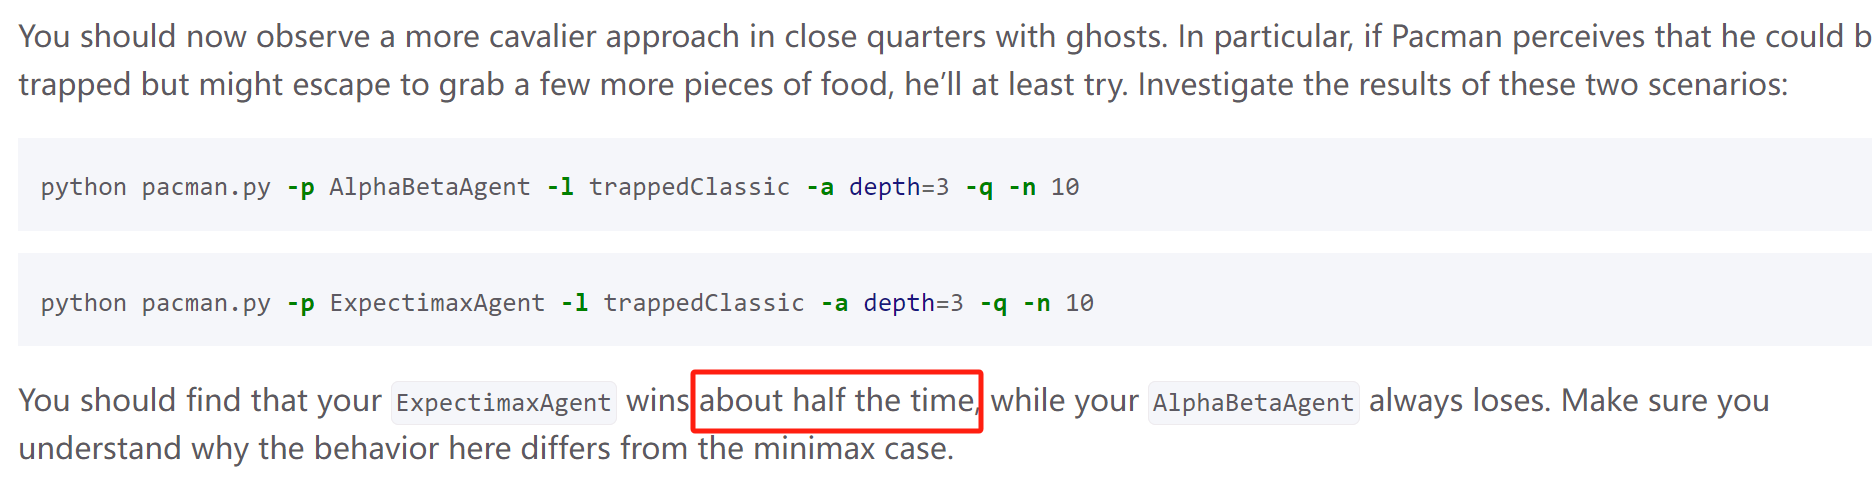 You should now observe a more cavalier approach in close quarters with ghosts. In particular, if Pacman perceives that he could
trapped but might escape to grab a few more pieces of food, he’ll at least try. Investigate the results of these two scenarios:
python pacman.py -p AlphaBetaAgent -l trappedClassic -a depth=3 -q -n 10
python pacman.py -p ExpectimaxAgent -l trappedClassic -a depth=3 -q -n 10
You should find that your ExpectimaxAgent wins about half the time, while your AlphaBetaAgent always loses. Make sure you
understand why the behavior here differs from the minimax case.